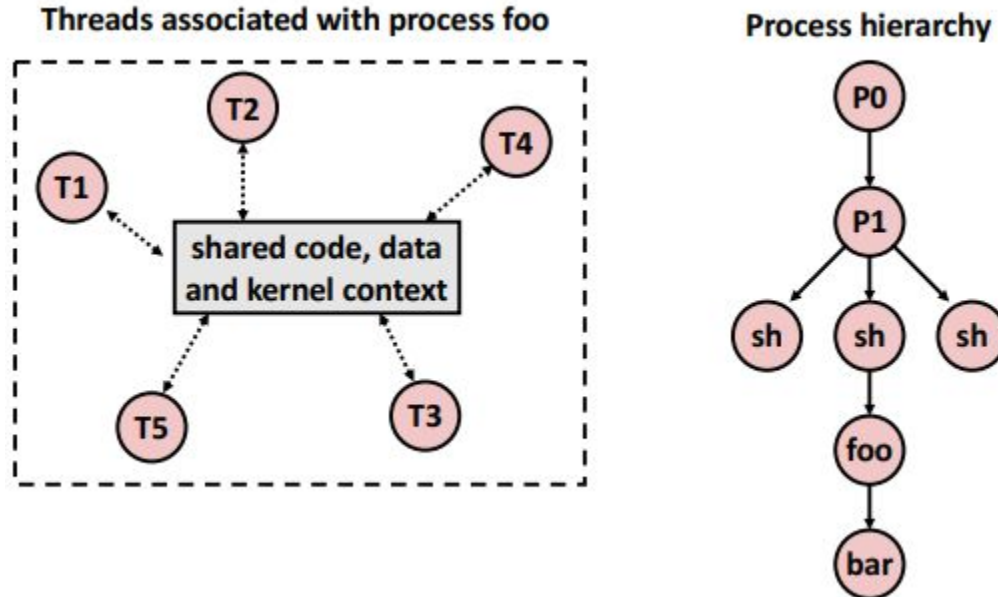 Threads associated with process foo
T2
T4
T1
shared code, data
and kernel context
T5
T3
Process hierarchy
P0
P1
sh
sh
sh
foo
bar